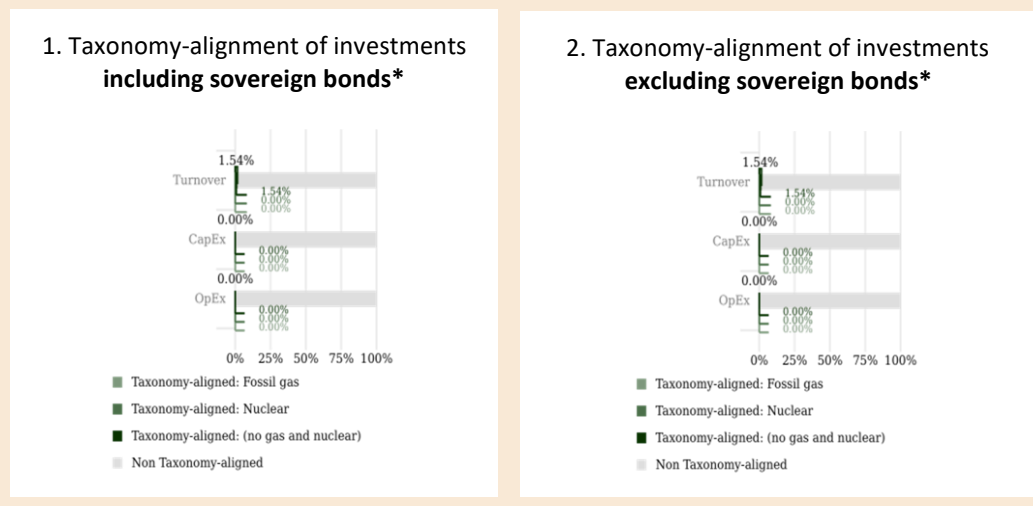 1. Taxonomy-alignment of investments
including sovereign bonds*
1.54%
Turnover
1.54%
0.00%
0.00%
0.00%
CapEx
0.00%
0.00%
0.00%
0.00%
OpEx
0.00%
0.00%
0.00%
0% 25% 50% 75% 100%
Taxonomy-aligned: Fossil gas
Taxonomy-aligned: Nuclear
Taxonomy-aligned: (no gas and nuclear)
Non Taxonomy-aligned
2. Taxonomy-alignment of investments
excluding sovereign bonds*
1.54%
Turnover
1.54%
0.00%
0.00%
0.00%
CapEx
0.00%
0.00%
0.00%
0.00%
OpEx
0.00%
0.00%
0.00%
0% 25% 50% 75% 100%
Taxonomy-aligned: Fossil gas
Taxonomy-aligned: Nuclear
Taxonomy-aligned: (no gas and nuclear)
Non Taxonomy-aligned